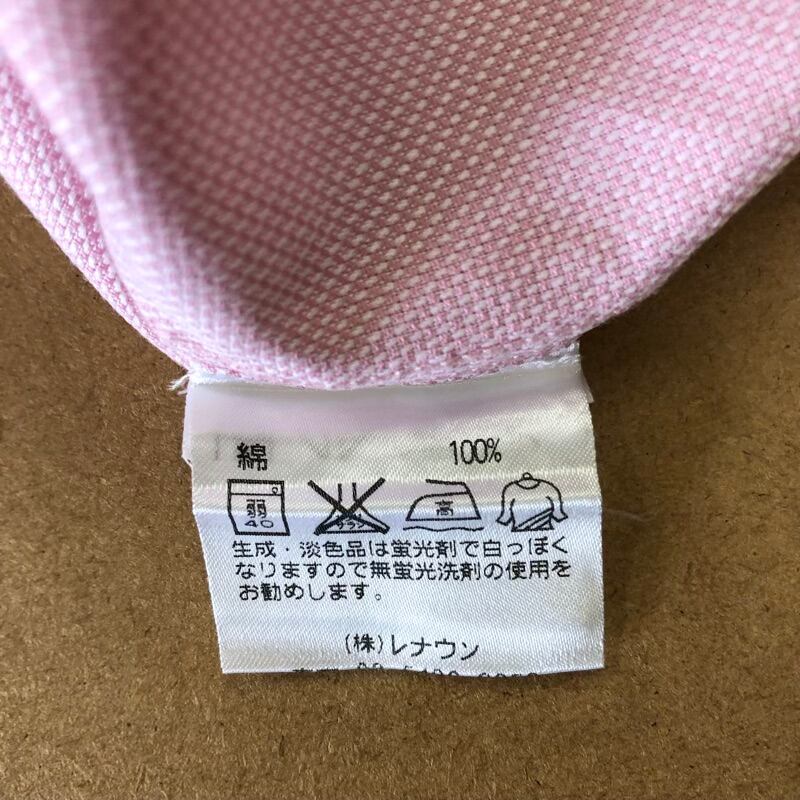 綿 100%
弱 高
40
生成・淡色品は蛍光剤で白っぽく
なりますので無蛍光洗剤の使用を
お勧めします。
(株)レナウン